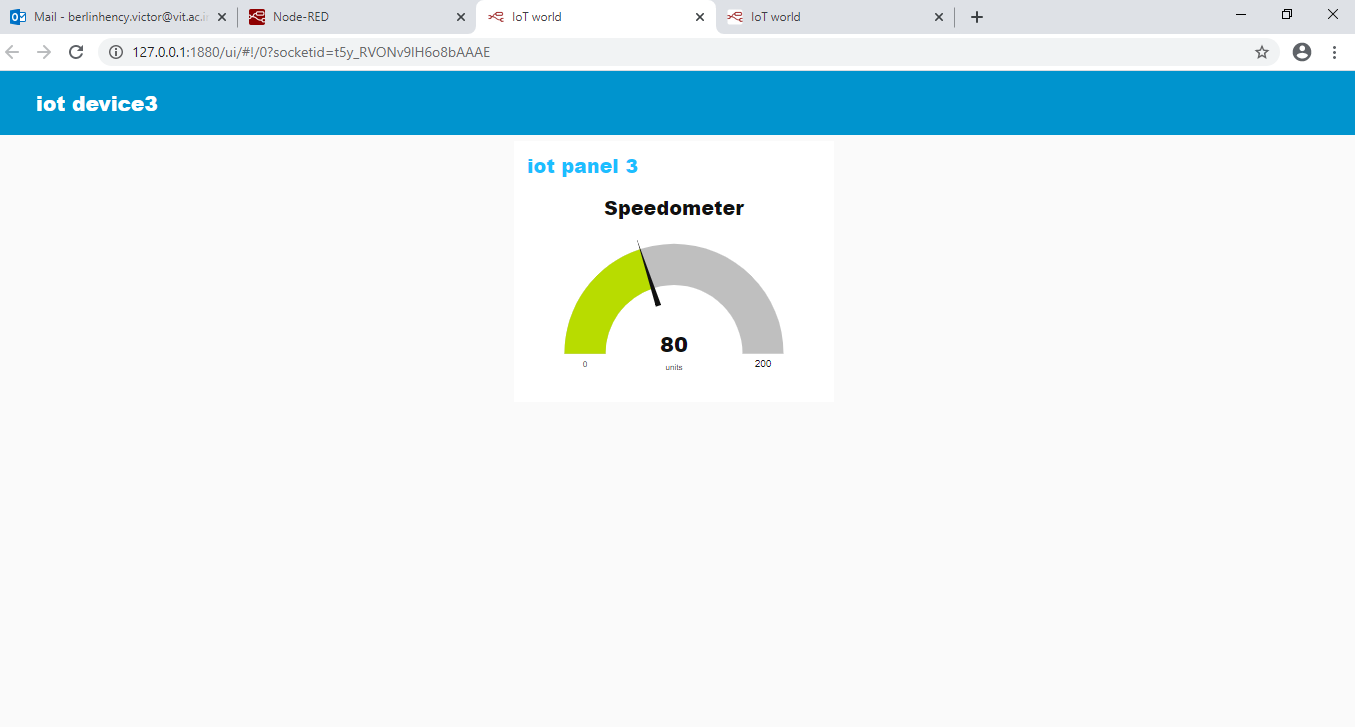 Mail - berlinhency.victor@vit.ac.i
Node-RED
IoT world
IoT world
127.0.0.1:1880/ui/#!/0?socketid=t5y_RVONv9IH6o8bAAAE
iot device3
iot panel 3
Speedometer
80
units
0
200